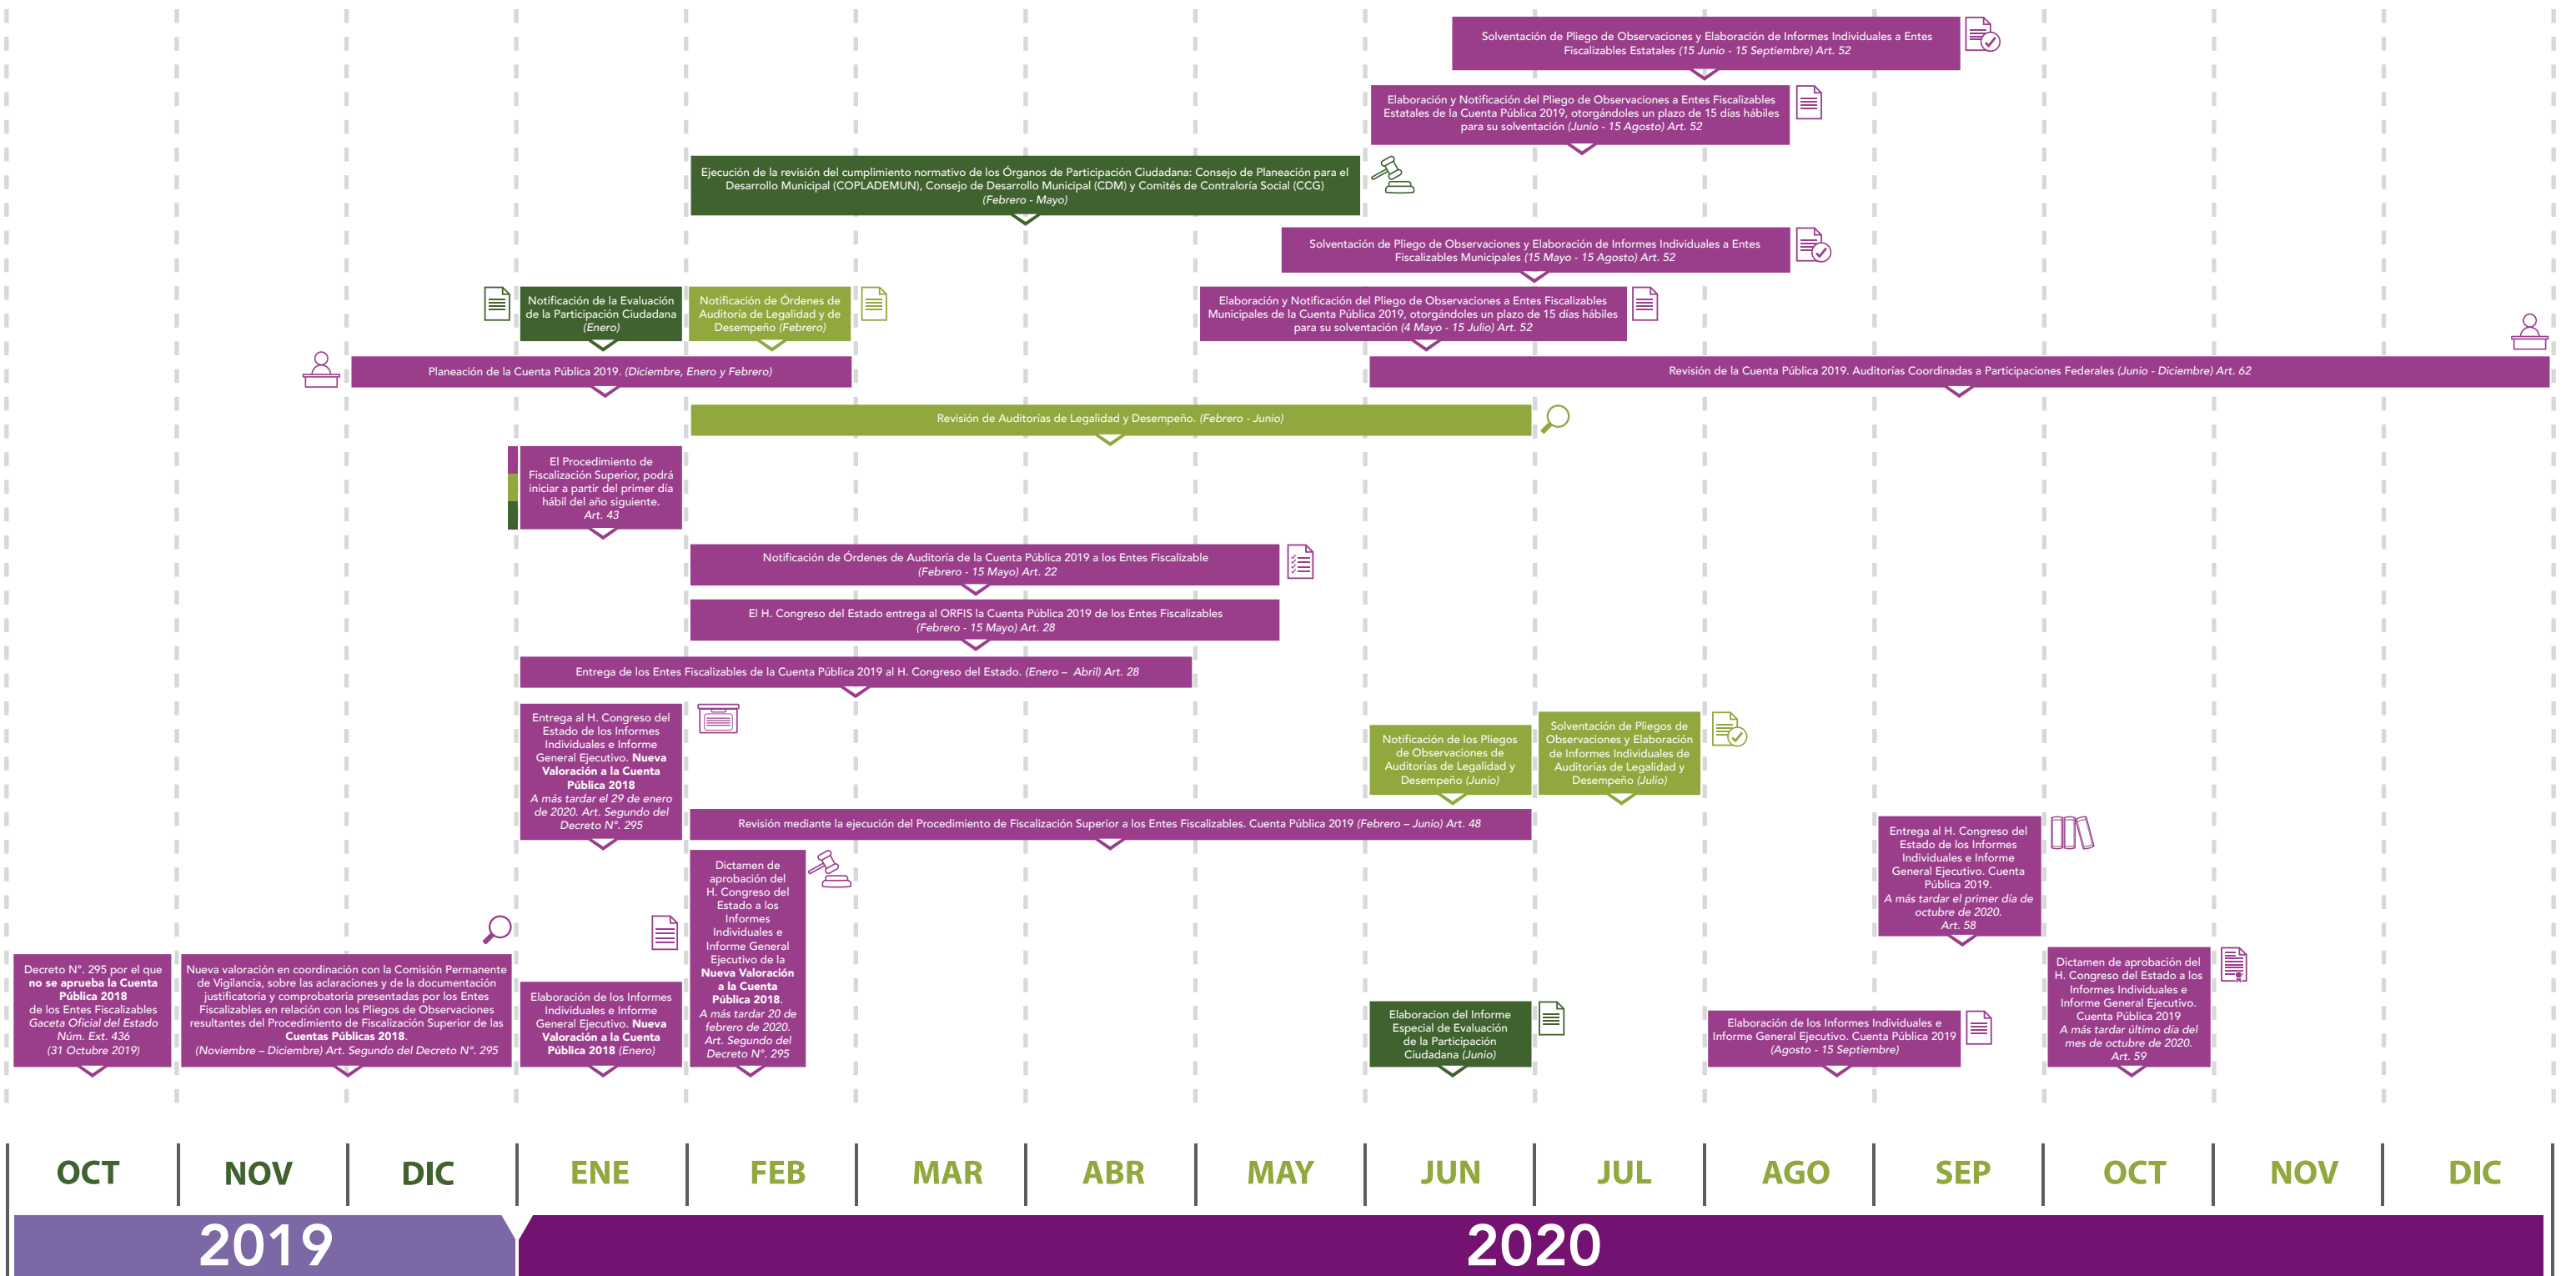 Solventación de Pliego de Observaciones y Elaboración de Informes Individuales a Entes
Fiscalizables Estatales (15 Junio - 15 Septiembre) Art. 52
Elaboración y Notificación del Pliego de Observaciones a Entes Fiscalizables
Estatales de la Cuenta Pública 2019, otorgándoles un plazo de 15 días hábiles
para su solventación (Junio - 15 Agosto) Art. 52
Ejecución de la revisión del cumplimiento normativo de los Órganos de Participación Ciudadana: Consejo de Planeación para el
Desarrollo Municipal (COPLADEMUN), Consejo de Desarrollo Municipal (CDM) y Comités de Contraloría Social (CCG)
(Febrero - Mayo)
Solventación de Pliego de Observaciones y Elaboración de Informes Individuales a Entes
Fiscalizables Municipales (15 Mayo - 15 Agosto) Art. 52
Notificación de la Evaluación
de la Participación Ciudadana
(Enero)
Notificación de Órdenes de
Auditoría de Legalidad y de
Desempeño (Febrero)
Elaboración y Notificación del Pliego de Observaciones a Entes Fiscalizables
Municipales de la Cuenta Pública 2019, otorgándoles un plazo de 15 días hábiles
para su solventación (4 Mayo - 15 Julio) Art. 52
Planeación de la Cuenta Pública 2019. (Diciembre, Enero y Febrero)
Revisión de la Cuenta Pública 2019. Auditorías Coordinadas a Participaciones Federales (Junio - Diciembre) Art. 62
Revisión de Auditorías de Legalidad y Desempeño. (Febrero - Junio)
El Procedimiento de
Fiscalización Superior, podrá
iniciar a partir del primer día
hábil del año siguiente.
Art. 43
Notificación de Órdenes de Auditoría de la Cuenta Pública 2019 a los Entes Fiscalizable
(Febrero - 15 Mayo) Art. 22
El H. Congreso del Estado entrega al ORFIS la Cuenta Pública 2019 de los Entes Fiscalizables
(Febrero - 15 Mayo) Art. 28
Entrega de los Entes Fiscalizables de la Cuenta Pública 2019 al H. Congreso del Estado. (Enero – Abril) Art. 28
Entrega al H. Congreso del
Estado de los Informes
Individuales e Informe
General Ejecutivo. Nueva
Valoración a la Cuenta
Pública 2018
A más tardar el 29 de enero
de 2020. Art. Segundo del
Decreto N°. 295
Notificación de los Pliegos
de Observaciones de
Auditorías de Legalidad y
Desempeño (Junio)
Solventación de Pliegos de
Observaciones y Elaboración
de Informes Individuales de
Auditorías de Legalidad y
Desempeño (Julio)
Revisión mediante la ejecución del Procedimiento de Fiscalización Superior a los Entes Fiscalizables. Cuenta Pública 2019 (Febrero – Junio) Art. 48
Entrega al H. Congreso del
Estado de los Informes
Individuales e Informe
General Ejecutivo. Cuenta
Pública 2019.
A más tardar el primer día de
octubre de 2020.
Art. 58
Dictamen de
aprobación del
H. Congreso del
Estado a los
Informes
Individuales e
Informe General
Ejecutivo de la
Nueva Valoración
a la Cuenta
Pública 2018.
A más tardar 20 de
febrero de 2020.
Art. Segundo del
Decreto N°. 295
Decreto N°. 295 por el que
no se aprueba la Cuenta
Pública 2018
de los Entes Fiscalizables
Gaceta Oficial del Estado
Núm. Ext. 436
(31 Octubre 2019)
Nueva valoración en coordinación con la Comisión Permanente
de Vigilancia, sobre las aclaraciones y de la documentación
justificatoria y comprobatoria presentadas por los Entes
Fiscalizables en relación con los Pliegos de Observaciones
resultantes del Procedimiento de Fiscalización Superior de las
Cuentas Públicas 2018.
(Noviembre – Diciembre) Art. Segundo del Decreto N°. 295
Elaboración de los Informes
Individuales e Informe
General Ejecutivo. Nueva
Valoración a la Cuenta
Pública 2018 (Enero)
Elaboracion del Informe
Especial de Evaluación
de la Participación
Ciudadana (Junio)
Elaboración de los Informes Individuales e
Informe General Ejecutivo. Cuenta Pública 2019
(Agosto - 15 Septiembre)
Dictamen de aprobación del
H. Congreso del Estado a los
Informes Individuales e
Informe General Ejecutivo.
Cuenta Pública 2019
A más tardar último día del
mes de octubre de 2020.
Art. 59
OCT NOV DIC ENE FEB MAR ABR MAY JUN JUL AGO SEP OCT NOV DIC
2019 2020